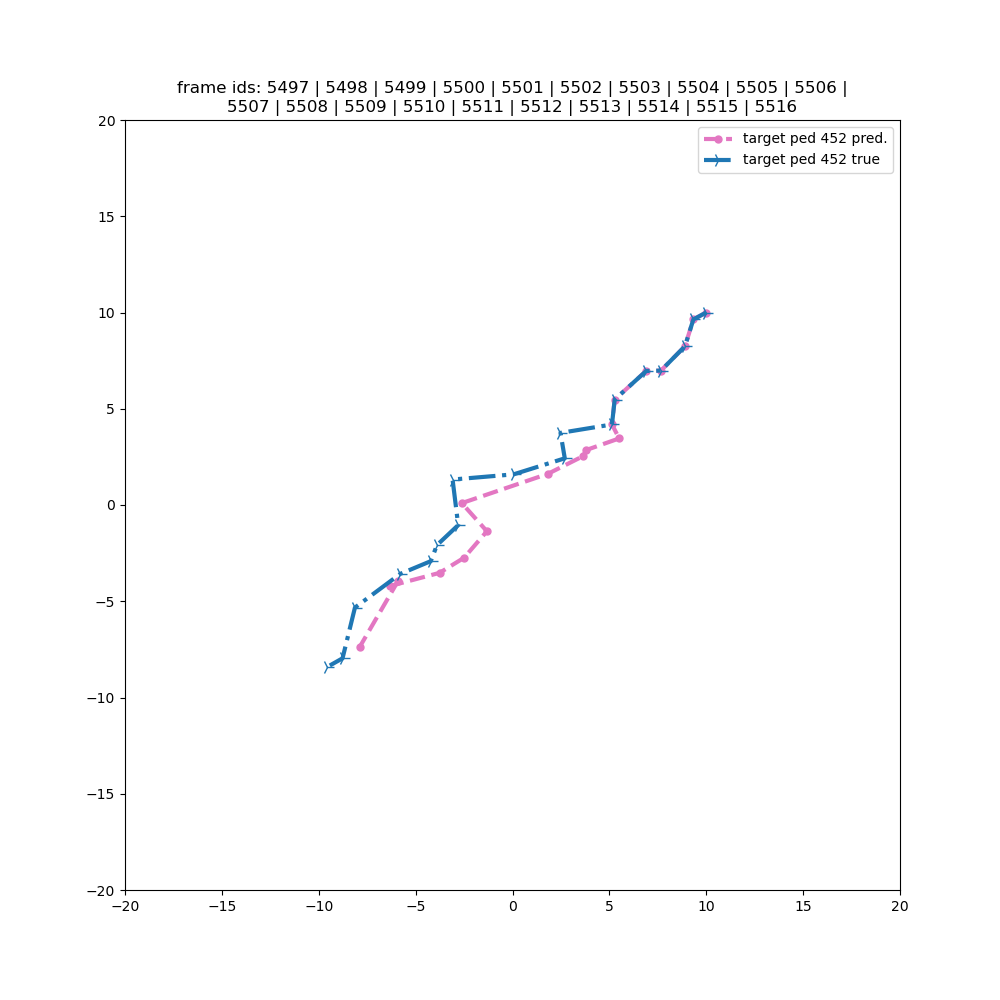 frame ids: 5497 | 5498 | 5499 | 5500 | 5501 | 5502 | 5503 | 5504 | 5505 | 5506 |
5507 | 5508 | 5509 | 5510 | 5511 | 5512 | 5513 | 5514 | 5515 | 5516
target ped 452 pred.
target ped 452 true
20
15
10
5
0
−5
−10
−15
−20
−20 −15 −10 −5 0 5 10 15 20